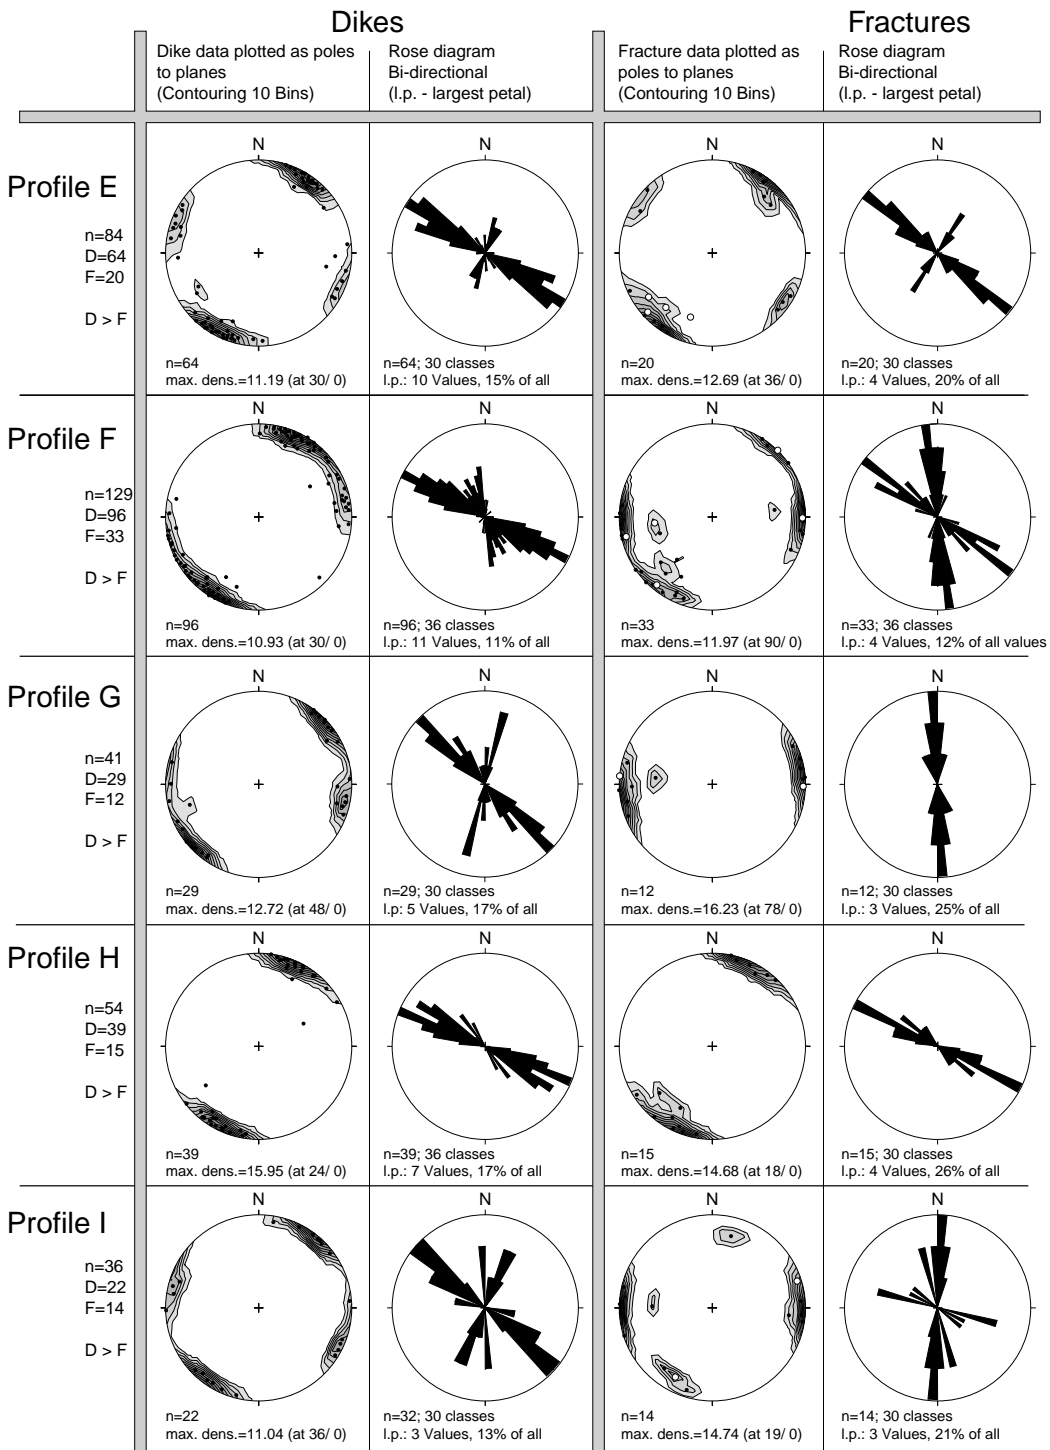 Dikes
Fractures
Dike data plotted as poles
to planes
(Contouring 10 Bins)
Rose diagram
Bi-directional
(l.p. - largest petal)
Fracture data plotted as
poles to planes
(Contouring 10 Bins)
Rose diagram
Bi-directional
(l.p. - largest petal)
Profile E
n=84
D=64
F=20
D > F
N
n=64
max. dens.=11.19 (at 30/ 0)
N
n=64; 30 classes
l.p.: 10 Values, 15% of all
N
n=20
max. dens.=12.69 (at 36/ 0)
N
n=20; 30 classes
l.p.: 4 Values, 20% of all
Profile F
n=129
D=96
F=33
D > F
N
n=96
max. dens.=10.93 (at 30/ 0)
N
n=96; 36 classes
l.p.: 11 Values, 11% of all
N
n=33
max. dens.=11.97 (at 90/ 0)
N
n=33; 36 classes
l.p.: 4 Values, 12% of all values
Profile G
n=41
D=29
F=12
D > F
N
n=29
max. dens.=12.72 (at 48/ 0)
N
n=29; 30 classes
l.p: 5 Values, 17% of all
N
n=12
max. dens.=16.23 (at 78/ 0)
N
n=12; 30 classes
l.p.: 3 Values, 25% of all
Profile H
n=54
D=39
F=15
D > F
N
n=39
max. dens.=15.95 (at 24/ 0)
N
n=39; 36 classes
l.p.: 7 Values, 17% of all
N
n=15
max. dens.=14.68 (at 18/ 0)
N
n=15; 30 classes
l.p.: 4 Values, 26% of all
Profile I
n=36
D=22
F=14
D > F
N
n=22
max. dens.=11.04 (at 36/ 0)
N
n=32; 30 classes
l.p.: 3 Values, 13% of all
N
n=14
max. dens.=14.74 (at 19/ 0)
N
n=14; 30 classes
l.p.: 3 Values, 21% of all